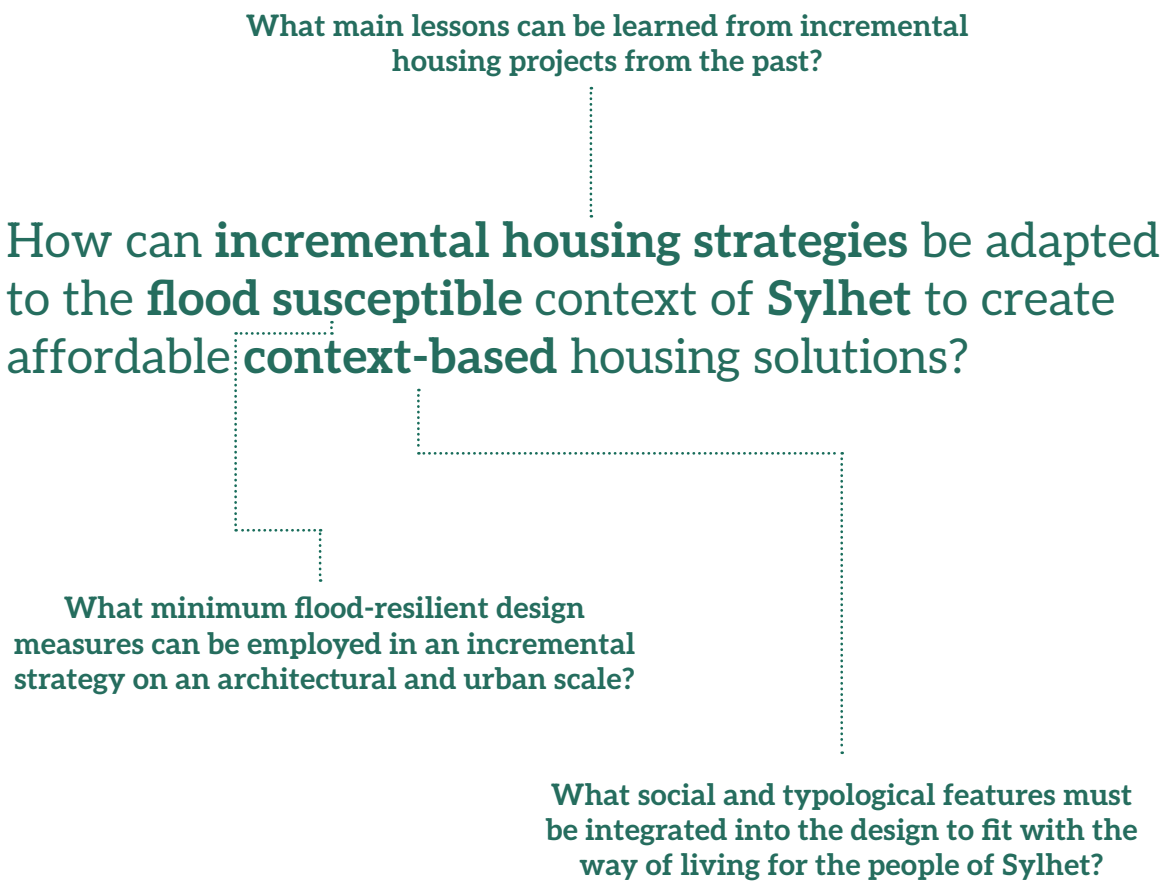 What main lessons can be learned from incremental
housing projects from the past?
How can incremental housing strategies be adapted
to the flood susceptible context of Sylhet to create
affordable context-based housing solutions?
What minimum flood-resilient design
measures can be employed in an incremental
strategy on an architectural and urban scale?
What social and typological features must
be integrated into the design to fit with the
way of living for the people of Sylhet?